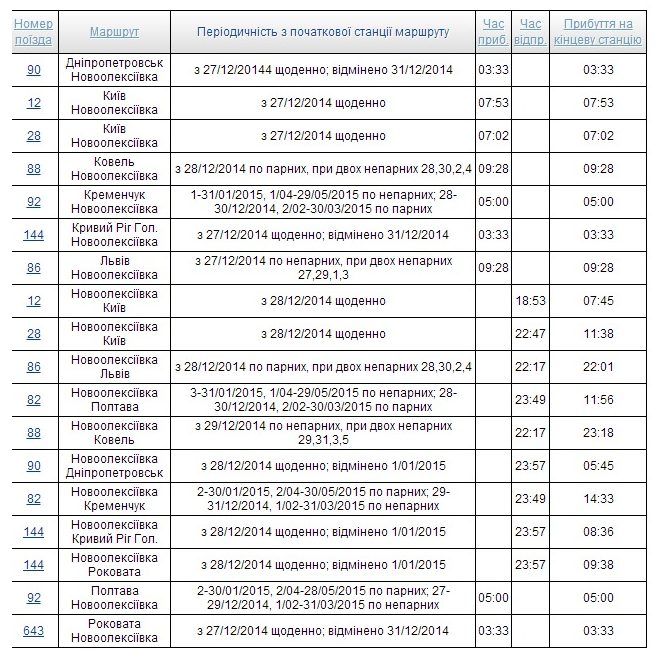 Номер поїзда Маршрут Періодичність з початкової станції маршруту Час приб. Час відпр. Прибуття на кінцеву станцію
90 Дніпропетровськ Новоолексіївка з 27/12/20144 щоденно; відмінено 31/12/2014 03:33 03:33
12 Київ Новоолексіївка з 27/12/2014 щоденно 07:53 07:53
28 Київ Новоолексіївка з 27/12/2014 щоденно 07:02 07:02
88 Ковель Новоолексіївка з 28/12/2014 по парних, при двох непарних 28,30,2,4 09:28 09:28
92 Кременчук Новоолексіївка 1-31/01/2015, 1/04-29/05/2015 по непарних; 28-30/12/2014, 2/02-30/03/2015 по парних 05:00 05:00
144 Кривий Ріг Гол. Новоолексіївка з 27/12/2014 щоденно; відмінено 31/12/2014 03:33 03:33
86 Львів Новоолексіївка з 27/12/2014 по непарних, при двох непарних 27,29,1,3 09:28 09:28
12 Новоолексіївка Київ з 28/12/2014 щоденно 18:53 07:45
28 Новоолексіївка Київ з 28/12/2014 щоденно 22:47 11:38
86 Новоолексіївка Львів з 28/12/2014 по парних, при двох непарних 28,30,2,4 22:17 22:01
82 Новоолексіївка Полтава 3-31/01/2015, 1/04-29/05/2015 по непарних; 28-30/12/2014, 2/02-30/03/2015 по парних 23:49 11:56
88 Новоолексіївка Ковель з 29/12/2014 по непарних, при двох непарних 29,31,3,5 22:17 23:18
90 Новоолексіївка Дніпропетровськ з 28/12/2014 щоденно; відмінено 1/01/2015 23:57 05:45
82 Новоолексіївка Кременчук 2-30/01/2015, 2/04-30/05/2015 по парних; 29-31/12/2014, 1/02-31/03/2015 по непарних 23:49 14:33
144 Новоолексіївка Кривий Ріг Гол. з 28/12/2014 щоденно; відмінено 1/01/2015 23:57 08:36
144 Новоолексіївка Роковата з 28/12/2014 щоденно; відмінено 1/01/2015 23:57 09:38
92 Полтава Новоолексіївка 2-30/01/2015, 2/04-28/05/2015 по парних; 27-29/12/2014, 1/02-31/03/2015 по непарних 05:00 05:00
643 Роковата Новоолексіївка з 27/12/2014 щоденно; відмінено 31/12/2014 03:33 03:33